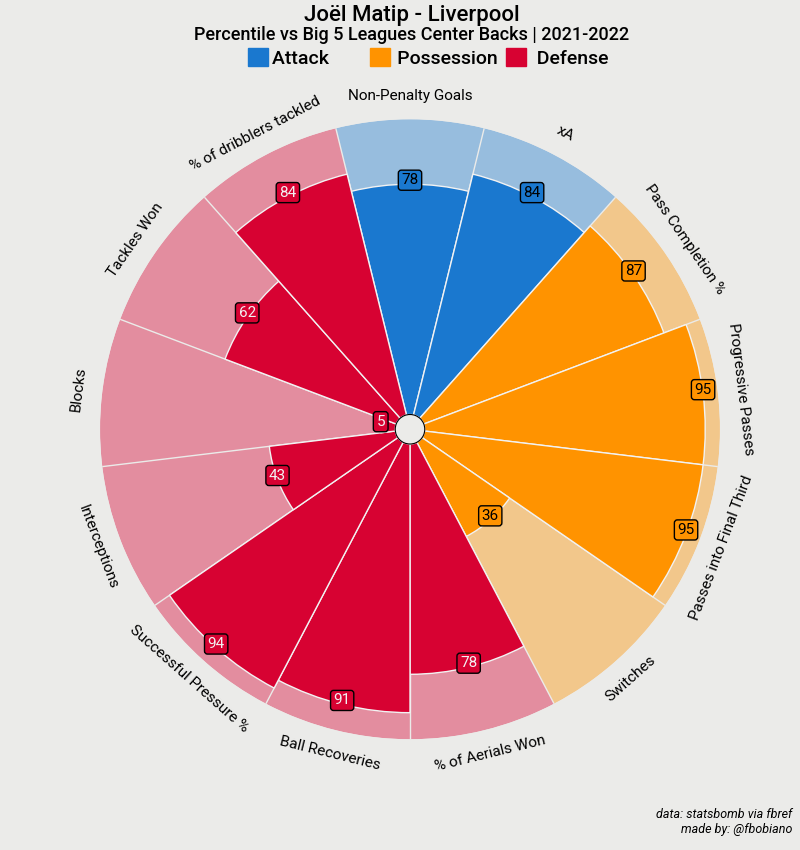 Joël Matip - Liverpool
Percentile vs Big 5 Leagues Center Backs | 2021-2022
Attack Possession Defense
Non-Penalty Goals
78
xA
84
Pass Completion %
87
Progressive Passes
95
Passes into Final Third
95
Switches
36
% of Aerials Won
78
Ball Recoveries
91
Successful Pressure %
94
Interceptions
43
Blocks
5
Tackles Won
62
% of dribblers tackled
84
data: statsbomb via fbref
made by: @fbobiano